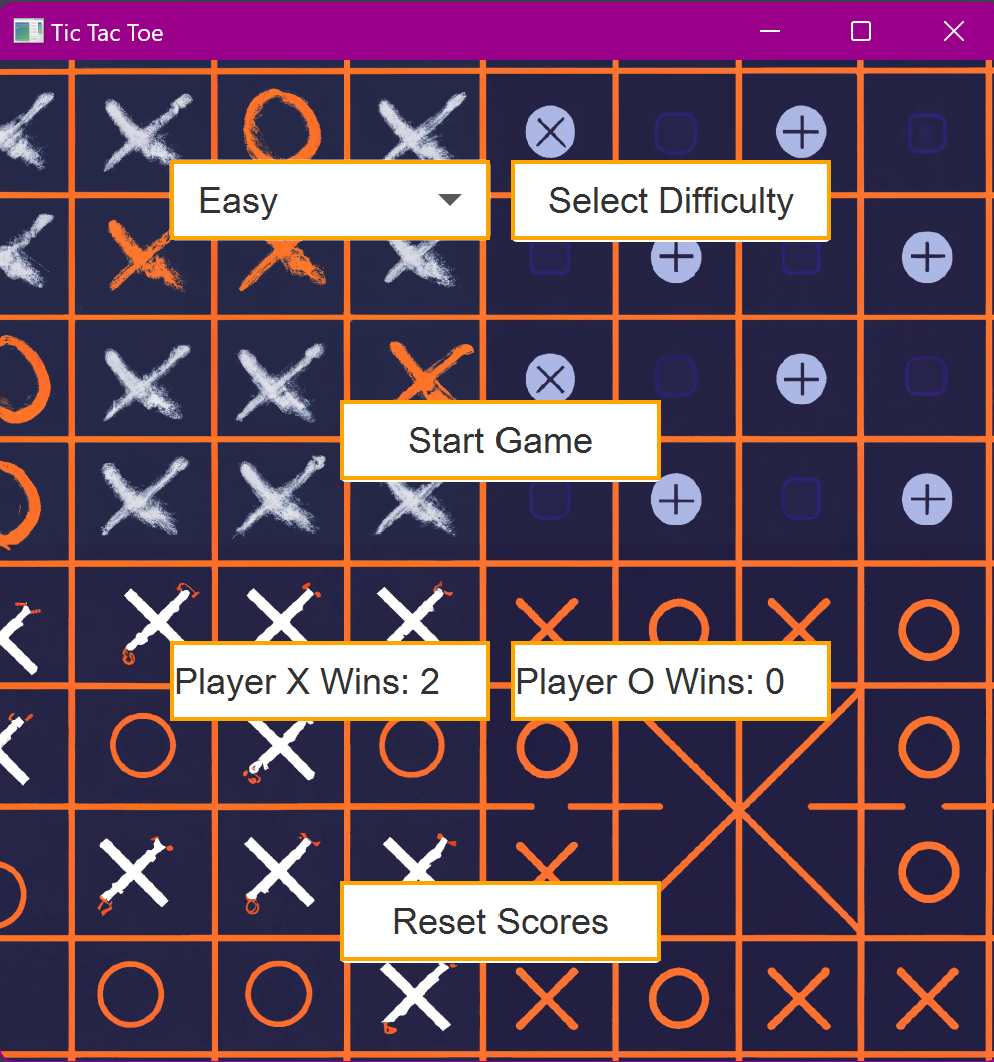 Tic Tac Toe
Easy
Select Difficulty
Start Game
Player X Wins: 2
Player O Wins: 0
Reset Scores